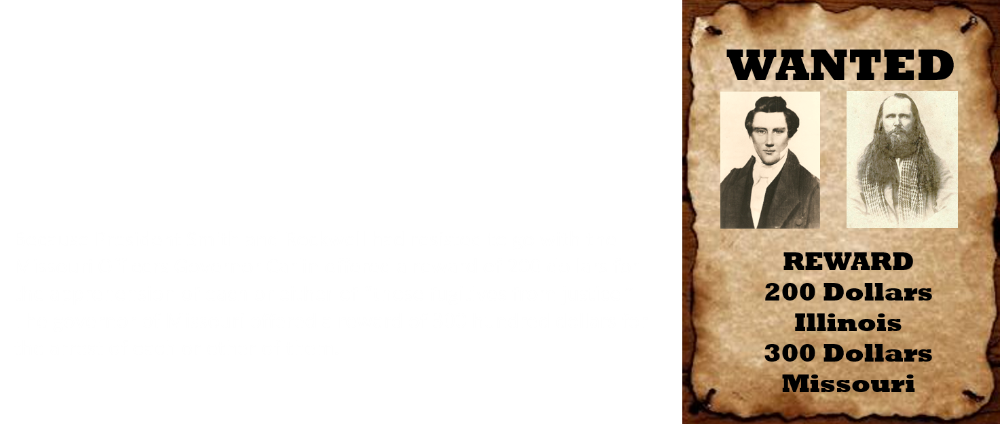 WANTED
REWARD
200 Dollars
Illinois
300 Dollars
Missouri